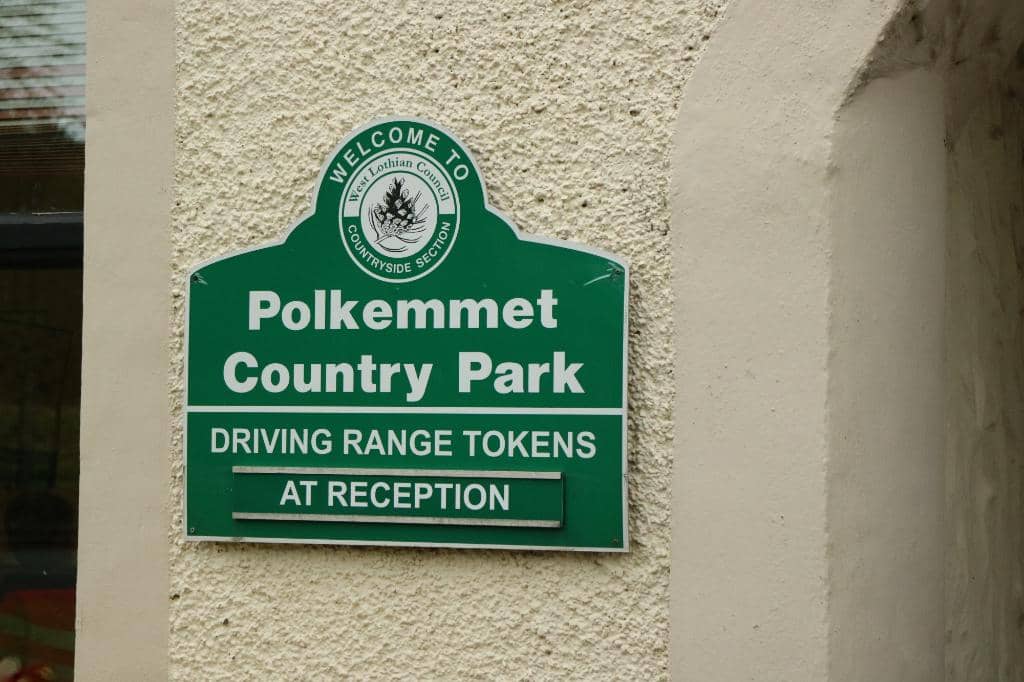 WELCOME TO
West Lothian Council
COUNTRYSIDE SECTION
Polkemmet
Country Park
DRIVING RANGE TOKENS
AT RECEPTION